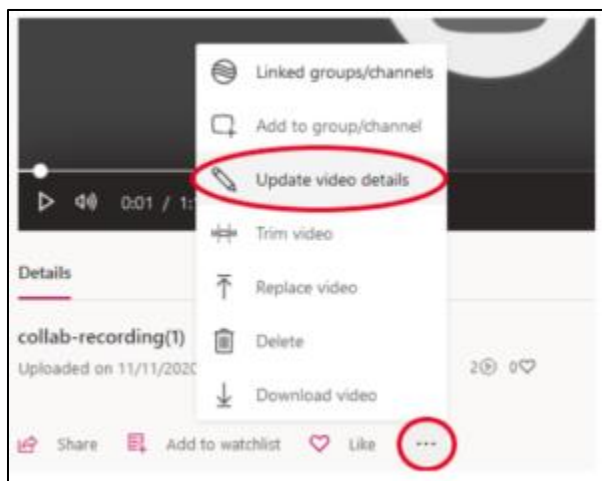 Linked groups/channels
Add to group/channel
Update video details
0:01 / 1:
Trim video
Details
Replace video
collab-recording(1)
Delete
Uploaded on 11/11/2020
2 0
Download video
Share Add to watchlist Like ...